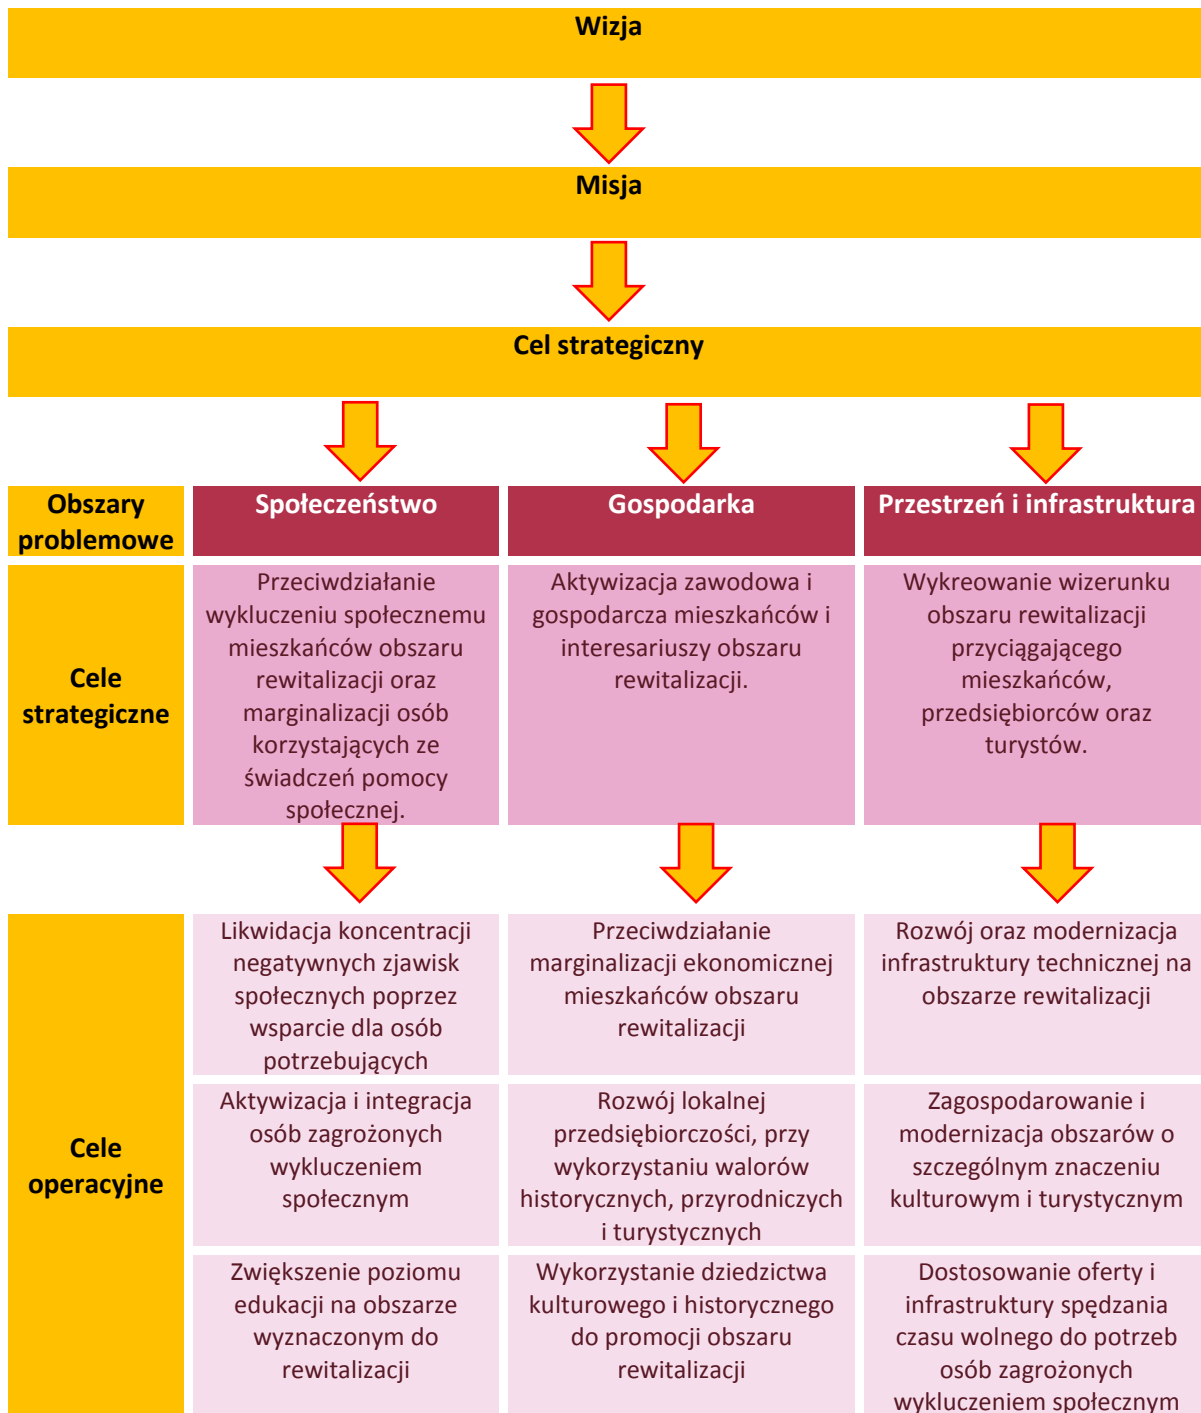 Wizja
Misja
Cel strategiczny
Obszary
problemowe
Społeczeństwo
Gospodarka
Przestrzeń i infrastruktura
Cele
strategiczne
Przeciwdziałanie
wykluczeniu społecznemu
mieszkańców obszaru
rewitalizacji oraz
marginalizacji osób
korzystających ze
świadczeń pomocy
społecznej.
Aktywizacja zawodowa i
gospodarcza mieszkańców i
interesariuszy obszaru
rewitalizacji.
Wykreowanie wizerunku
obszaru rewitalizacji
przyciągającego
mieszkańców,
przedsiębiorców oraz
turystów.
Cele
operacyjne
Likwidacja koncentracji
negatywnych zjawisk
społecznych poprzez
wsparcie dla osób
potrzebujących
Przeciwdziałanie
marginalizacji ekonomicznej
mieszkańców obszaru
rewitalizacji
Rozwój oraz modernizacja
infrastruktury technicznej na
obszarze rewitalizacji
Aktywizacja i integracja
osób zagrożonych
wykluczeniem
społecznym
Rozwój lokalnej
przedsiębiorczości, przy
wykorzystaniu walorów
historycznych, przyrodniczych
i turystycznych
Zagospodarowanie i
modernizacja obszarów o
szczególnym znaczeniu
kulturowym i turystycznym
Zwiększenie poziomu
edukacji na obszarze
wyznaczonym do
rewitalizacji
Wykorzystanie dziedzictwa
kulturowego i historycznego
do promocji obszaru
rewitalizacji
Dostosowanie oferty i
infrastruktury spędzania
czasu wolnego do potrzeb
osób zagrożonych
wykluczeniem społecznym